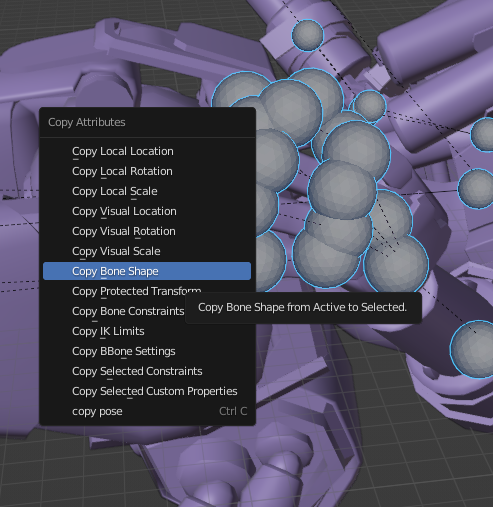 Copy Attributes
Copy Local Location
Copy Local Rotation
Copy Local Scale
Copy Visual Location
Copy Visual Rotation
Copy Visual Scale
Copy Bone Shape
Copy Protected Transform
Copy Bone Shape from Active to Selected.
Copy Bone Constraints
Copy IK Limits
Copy BBone Settings
Copy Selected Constraints
Copy Selected Custom Properties
copy pose Ctrl C